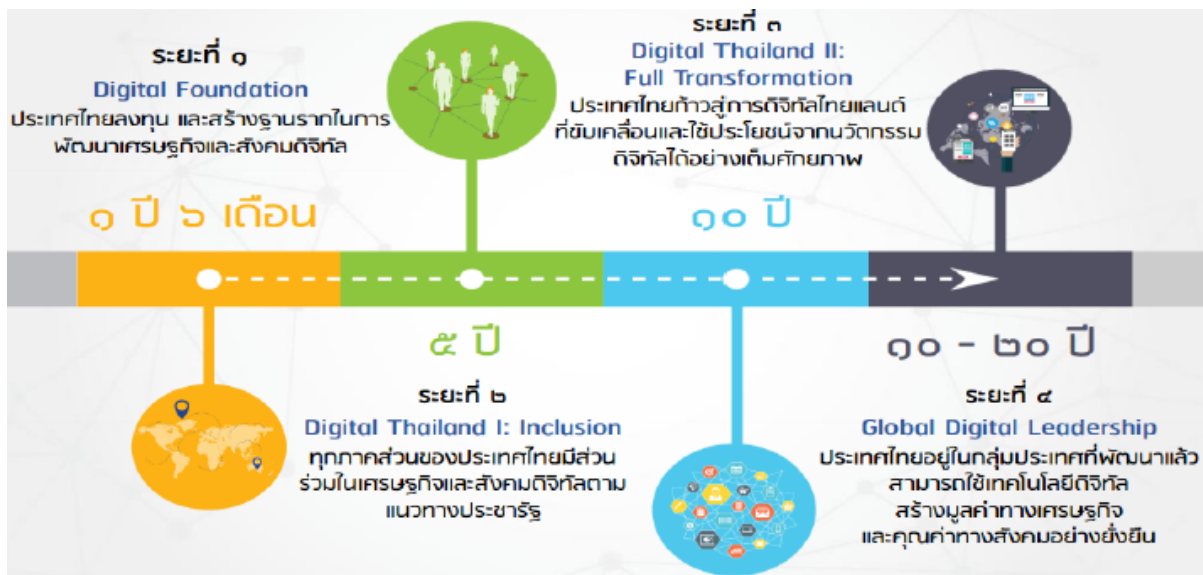 ระยะที่ ๑
Digital Foundation
ประเทศไทยลงทุน และสร้างฐานรากในการ
พัฒนาเศรษฐกิจและสังคมดิจิทัล
๑ ปี ๖ เดือน
๕ ปี
ระยะที่ ๒
Digital Thailand I: Inclusion
ทุกภาคส่วนของประเทศไทยมีส่วน
ร่วมในเศรษฐกิจและสังคมดิจิทัลตาม
แนวทางประชารัฐ
ระยะที่ ๓
Digital Thailand II:
Full Transformation
ประเทศไทยก้าวสู่การดิจิทัลไทยแลนด์
ที่ขับเคลื่อนและใช้ประโยชน์จากนวัตกรรม
ดิจิทัลได้อย่างเต็มศักยภาพ
๑๐ ปี
๑๐ - ๒๐ ปี
ระยะที่ ๔
Global Digital Leadership
ประเทศไทยอยู่ในกลุ่มประเทศที่พัฒนาแล้ว
สามารถใช้เทคโนโลยีดิจิทัล
สร้างมูลค่าทางเศรษฐกิจ
และคุณค่าทางสังคมอย่างยั่งยืน